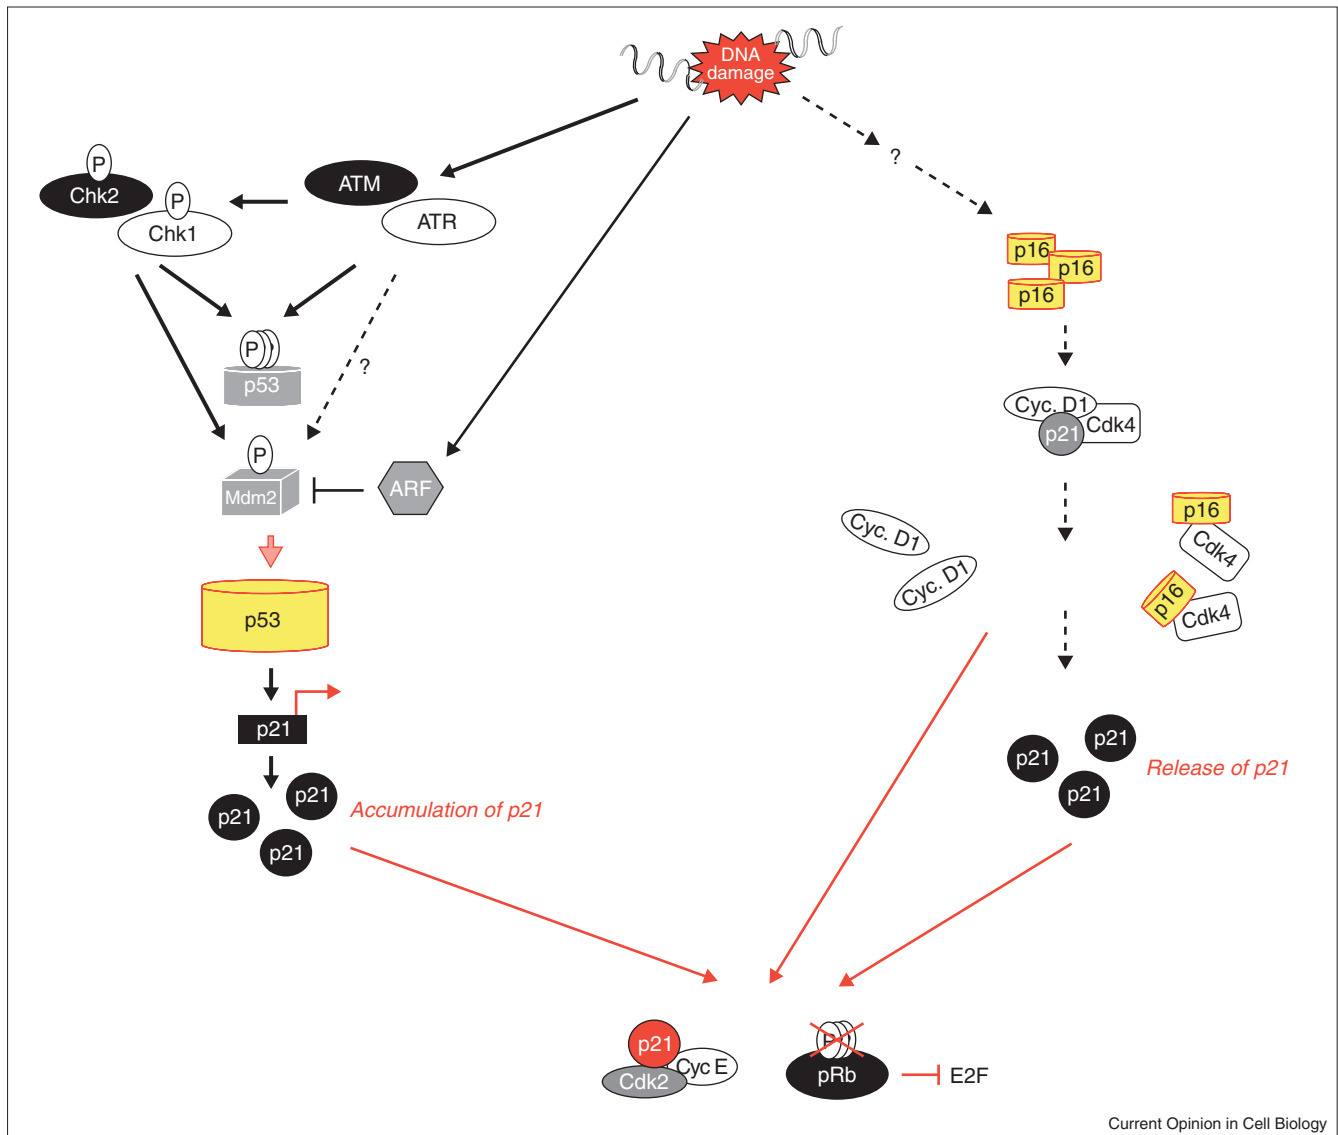 DNA
damage
?
P
Chk2
P
Chk1
ATM
ATR
p16
p16
p16
P
p53
?
Cyc. D1
p21
Cdk4
P
Mdm2
ARF
p16
Cdk4
Cyc. D1
Cyc. D1
p16
Cdk4
p53
p21
p21
p21
p21
Accumulation of p21
p21
p21
p21
Release of p21
p21
Cdk2
Cyc E
P
pRb
E2F
Current Opinion in Cell Biology